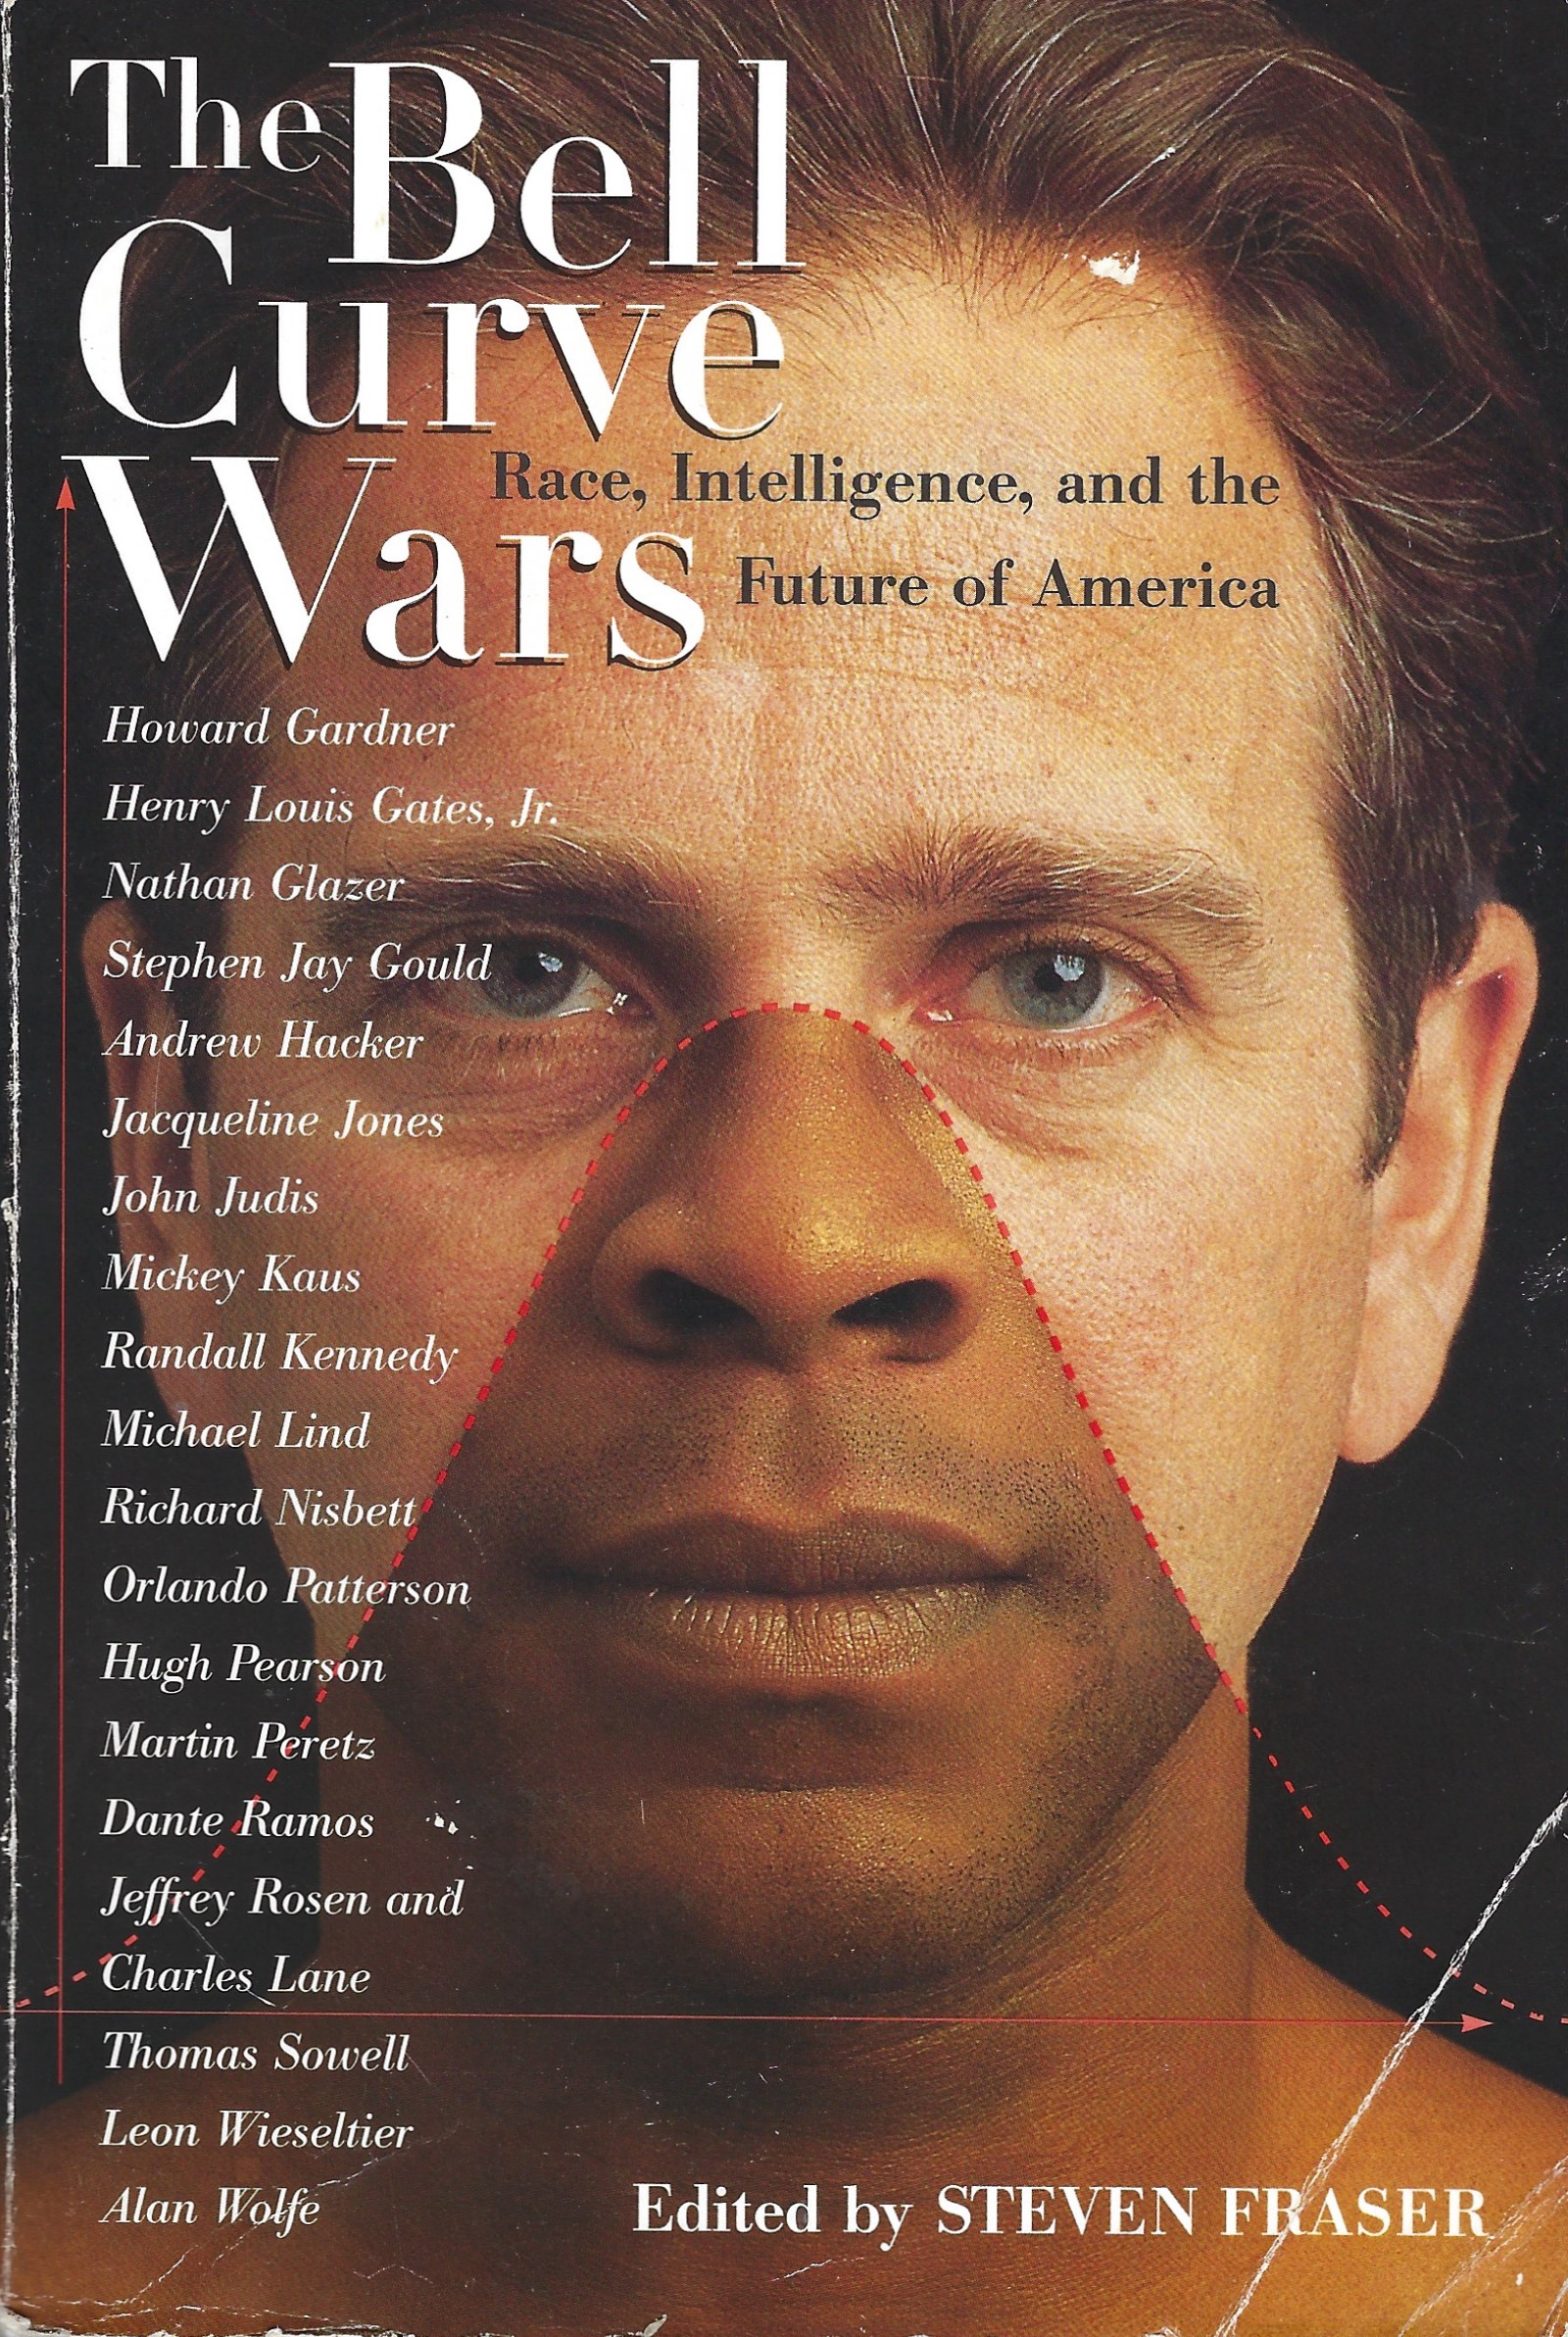 The Bell
Curve
Wars
Race, Intelligence, and the
Future of America
Howard Gardner
Henry Louis Gates, Jr.
Nathan Glazer
Stephen Jay Gould
Andrew Hacker
Jacqueline Jones
John Judis
Mickey Kaus
Randall Kennedy
Michael Lind
Richard Nisbett
Orlando Patterson
Hugh Pearson
Martin Peretz
Dante Ramos
Jeffrey Rosen and
Charles Lane
Thomas Sowell
Leon Wieseltier
Alan Wolfe
Edited by STEVEN FRASER